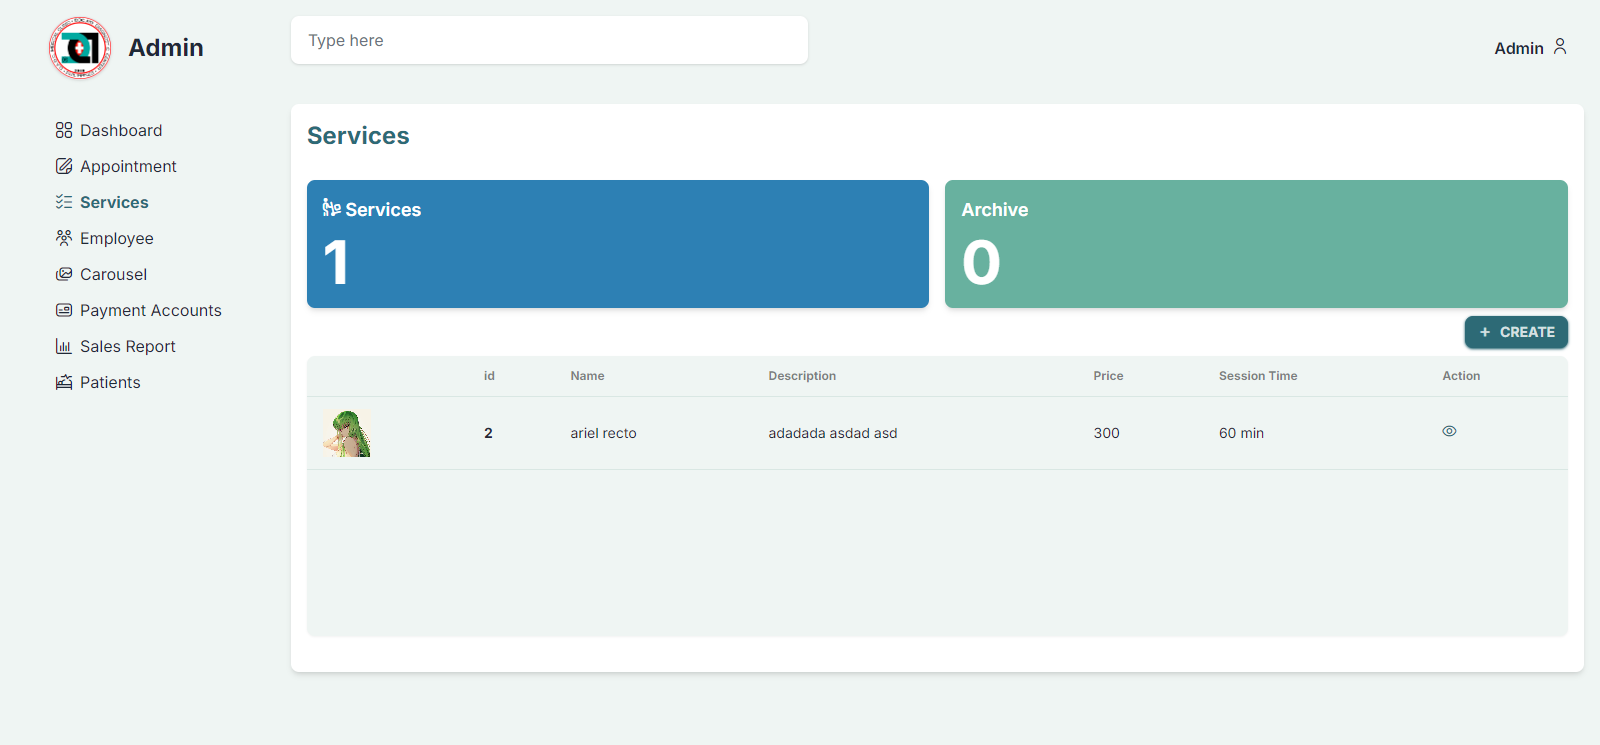 Admin
Type here
Admin
Dashboard
Appointment
Services
Employee
Carousel
Payment Accounts
Sales Report
Patients
Services
Services
1
Archive
0
+ CREATE
id Name Description Price Session Time Action
2 ariel recto adadada asdad asd 300 60 min